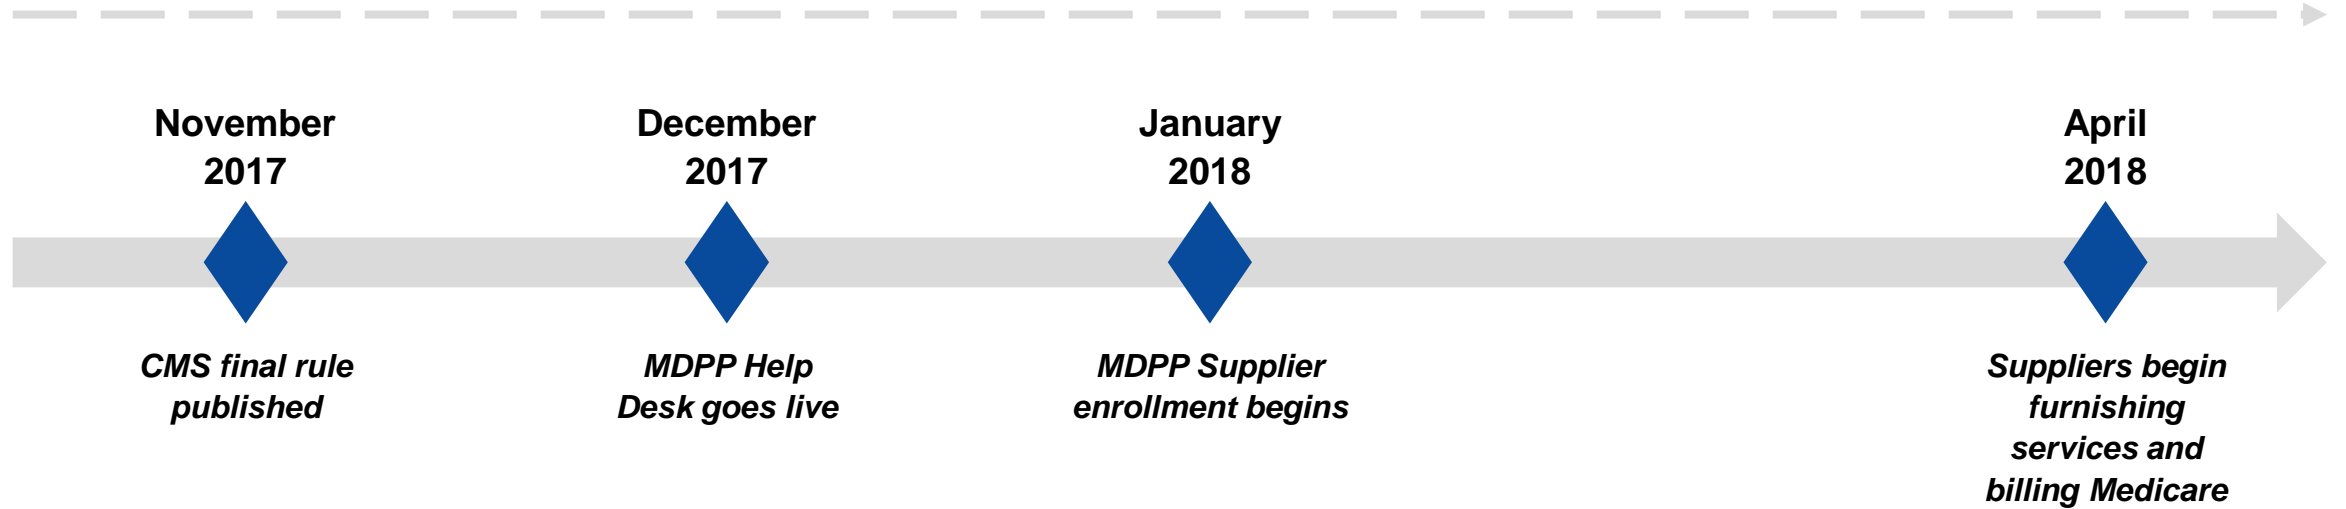 November
2017
December
2017
January
2018
April
2018
CMS final rule
published
MDPP Help
Desk goes live
MDPP Supplier
enrollment begins
Suppliers begin
furnishing
services and
billing Medicare